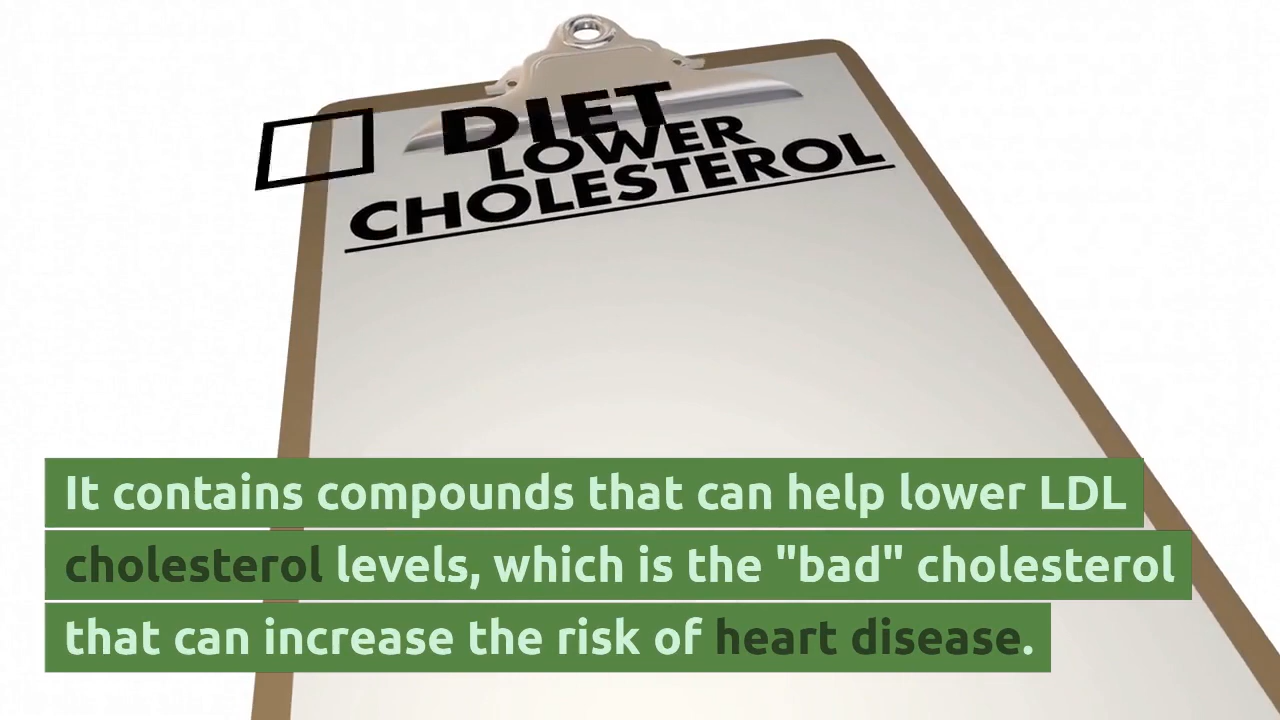 DIET
LOWER
CHOLESTEROL
It contains compounds that can help lower LDL
cholesterol levels, which is the "bad" cholesterol
that can increase the risk of heart disease.